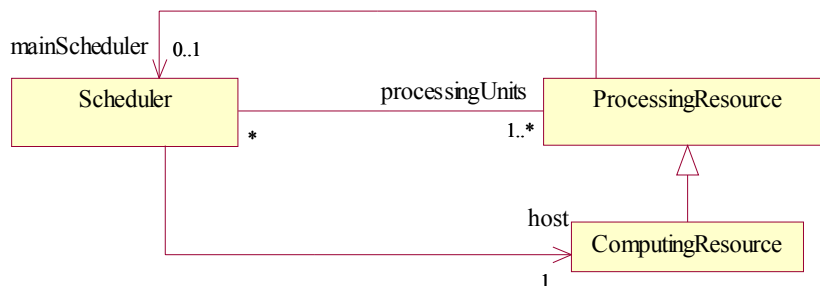 mainScheduler
0..1
Scheduler
processingUnits
ProcessingResource
*
1..*
host
ComputingResource
1